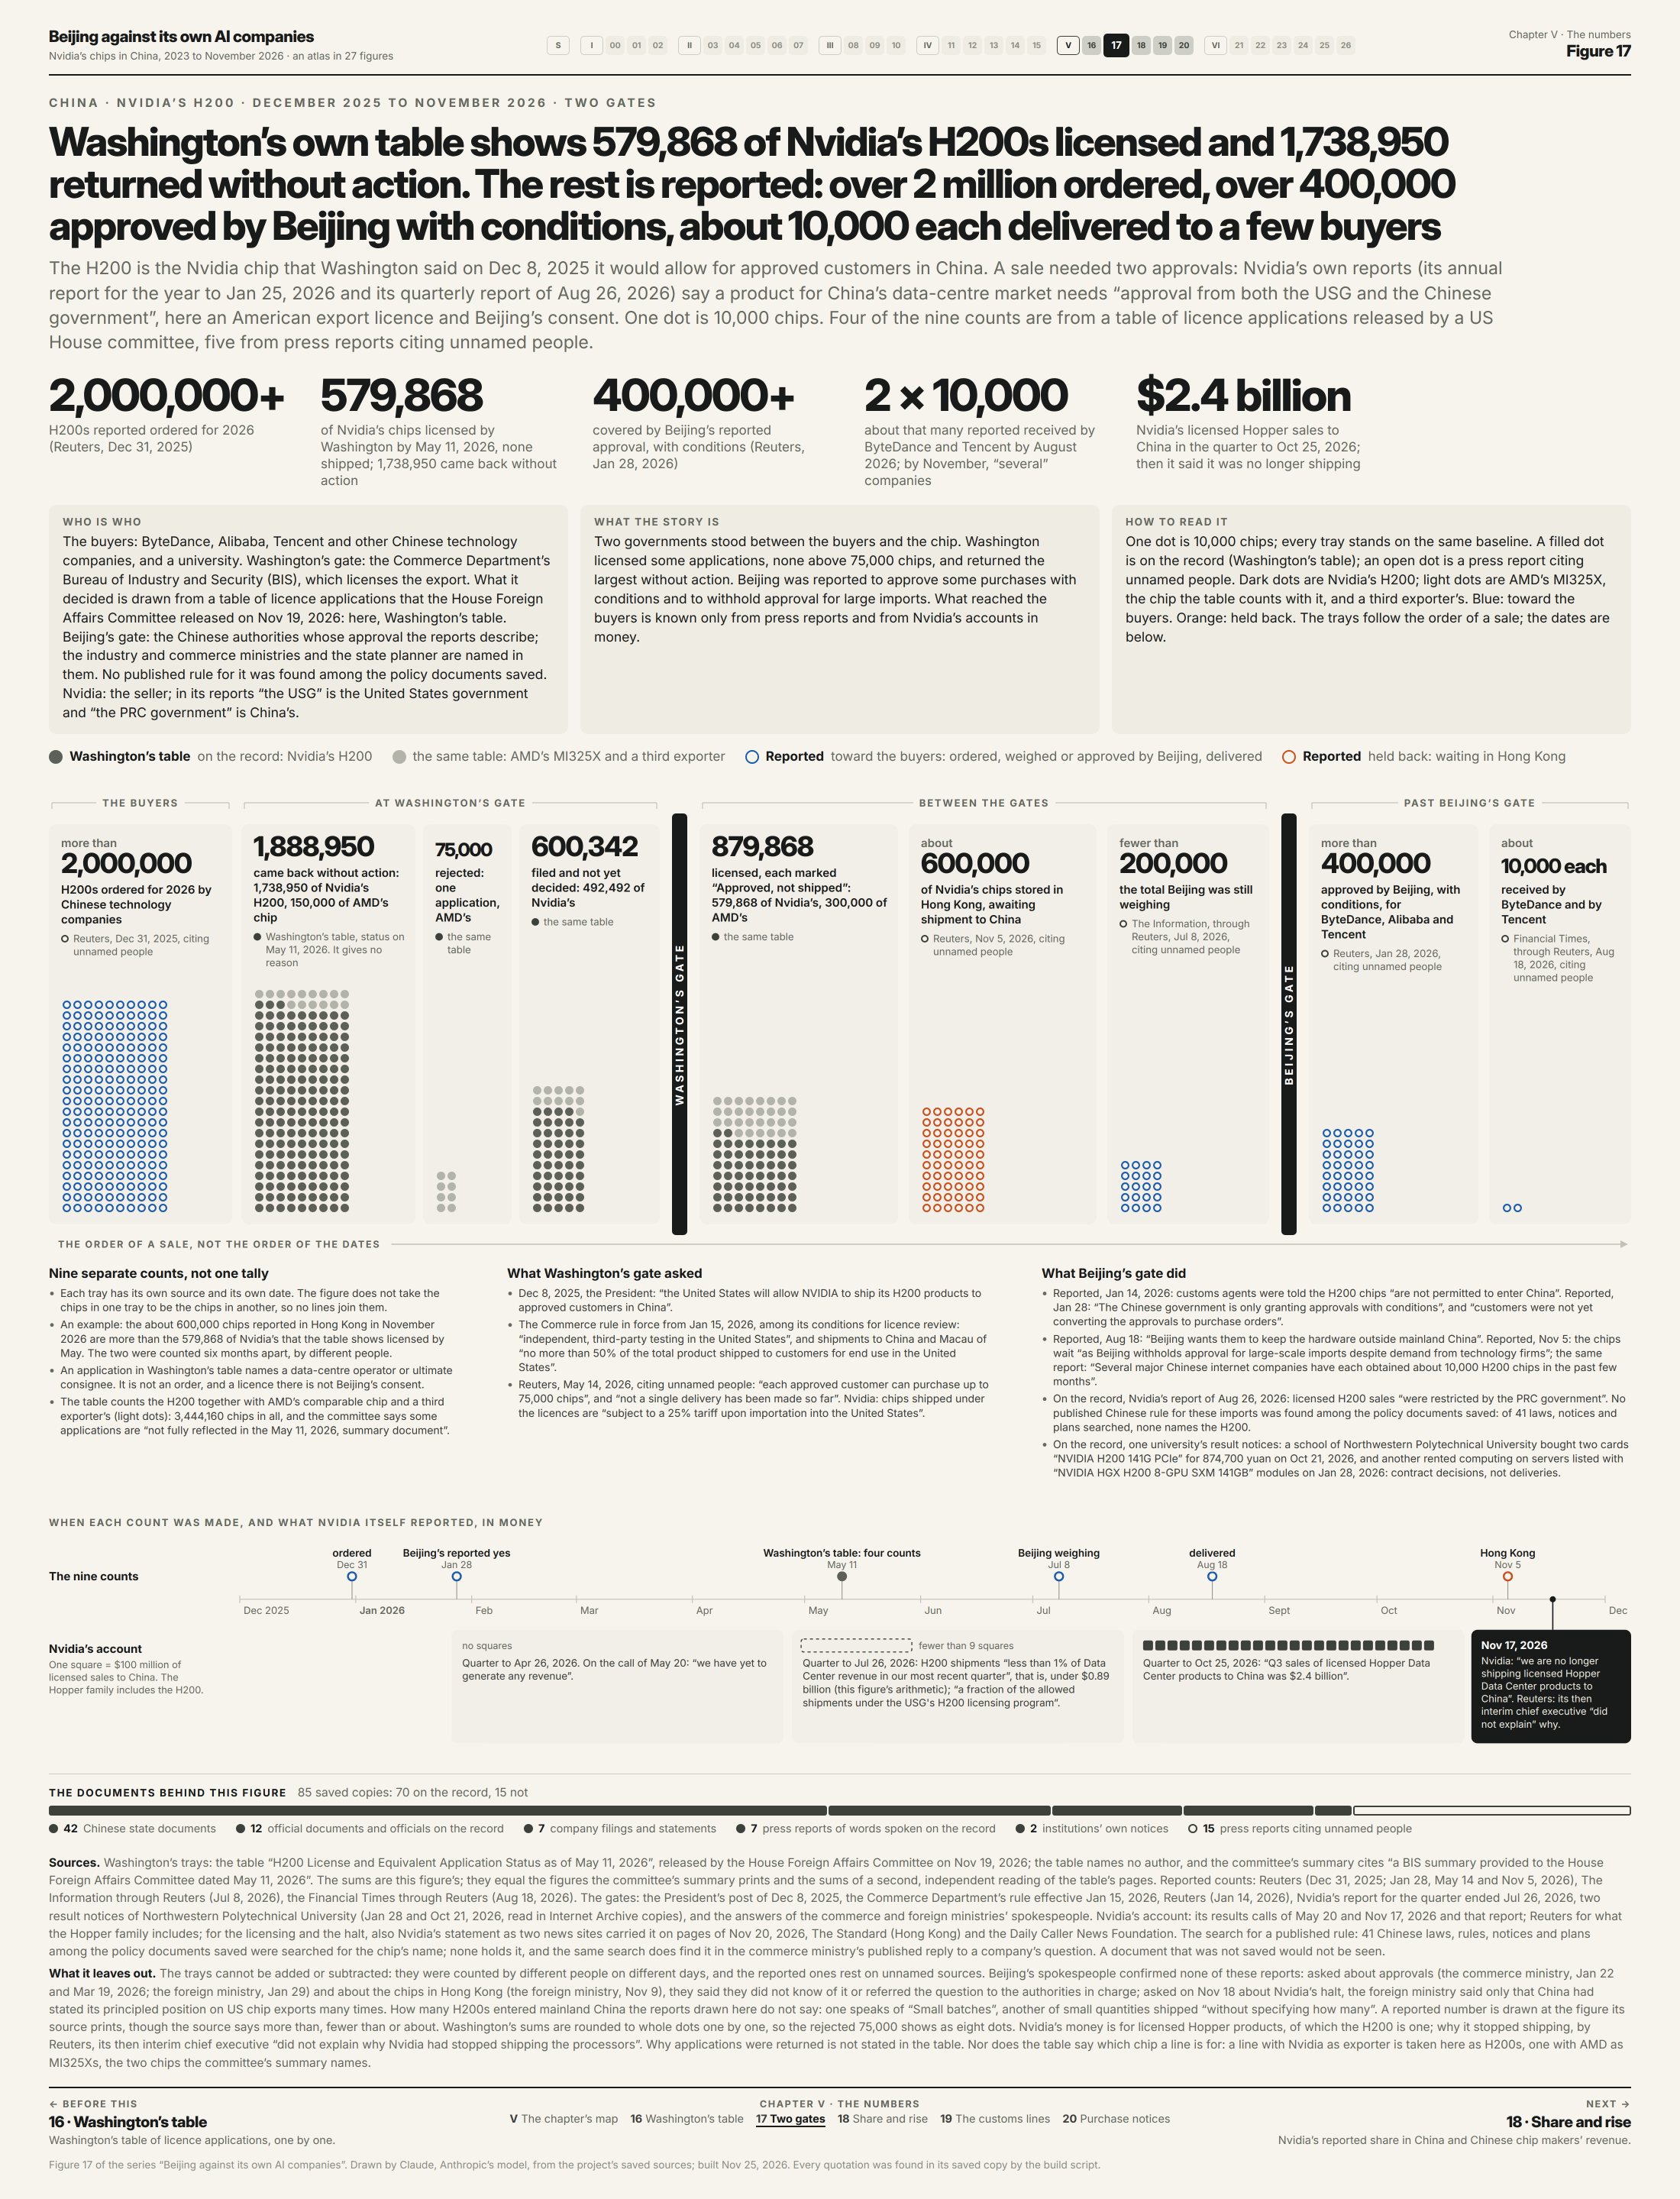 Beijing against its own AI companies
Nvidia’s chips in China, 2023 to November 2026 · an atlas in 27 figures
S I 00 01 02 II 03 04 05 06 07 III 08 09 10 IV 11 12 13 14 15 V 16 17 18 19 20 VI 21 22 23 24 25 26
Chapter V · The numbers
Figure 17
CHINA · NVIDIA’S H200 · DECEMBER 2025 TO NOVEMBER 2026 · TWO GATES
Washington’s own table shows 579,868 of Nvidia’s H200s licensed and 1,738,950
returned without action. The rest is reported: over 2 million ordered, over 400,000
approved by Beijing with conditions, about 10,000 each delivered to a few buyers
The H200 is the Nvidia chip that Washington said on Dec 8, 2025 it would allow for approved customers in China. A sale needed two approvals: Nvidia’s own reports (its annual
report for the year to Jan 25, 2026 and its quarterly report of Aug 26, 2026) say a product for China’s data-centre market needs “approval from both the USG and the Chinese
government”, here an American export licence and Beijing’s consent. One dot is 10,000 chips. Four of the nine counts are from a table of licence applications released by a US
House committee, five from press reports citing unnamed people.
2,000,000+
H200s reported ordered for 2026
(Reuters, Dec 31, 2025)
579,868
of Nvidia’s chips licensed by
Washington by May 11, 2026, none
shipped; 1,738,950 came back without
action
400,000+
covered by Beijing’s reported
approval, with conditions (Reuters,
Jan 28, 2026)
2 × 10,000
about that many reported received by
ByteDance and Tencent by August
2026; by November, “several”
companies
$2.4 billion
Nvidia’s licensed Hopper sales to
China in the quarter to Oct 25, 2026;
then it said it was no longer shipping
WHO IS WHO
The buyers: ByteDance, Alibaba, Tencent and other Chinese technology
companies, and a university. Washington’s gate: the Commerce Department’s
Bureau of Industry and Security (BIS), which licenses the export. What it
decided is drawn from a table of licence applications that the House Foreign
Affairs Committee released on Nov 19, 2026: here, Washington’s table.
Beijing’s gate: the Chinese authorities whose approval the reports describe;
the industry and commerce ministries and the state planner are named in
them. No published rule for it was found among the policy documents saved.
Nvidia: the seller; in its reports “the USG” is the United States government
and “the PRC government” is China’s.
WHAT THE STORY IS
Two governments stood between the buyers and the chip. Washington
licensed some applications, none above 75,000 chips, and returned the
largest without action. Beijing was reported to approve some purchases with
conditions and to withhold approval for large imports. What reached the
buyers is known only from press reports and from Nvidia’s accounts in
money.
HOW TO READ IT
One dot is 10,000 chips; every tray stands on the same baseline. A filled dot
is on the record (Washington’s table); an open dot is a press report citing
unnamed people. Dark dots are Nvidia’s H200; light dots are AMD’s MI325X,
the chip the table counts with it, and a third exporter’s. Blue: toward the
buyers. Orange: held back. The trays follow the order of a sale; the dates are
below.
Washington’s table on the record: Nvidia’s H200
the same table: AMD’s MI325X and a third exporter
Reported toward the buyers: ordered, weighed or approved by Beijing, delivered
Reported held back: waiting in Hong Kong
THE BUYERS
AT WASHINGTON’S GATE
BETWEEN THE GATES
PAST BEIJING’S GATE
more than
2,000,000
H200s ordered for 2026 by
Chinese technology
companies
Reuters, Dec 31, 2025, citing
unnamed people
1,888,950
came back without action:
1,738,950 of Nvidia’s
H200, 150,000 of AMD’s
chip
Washington’s table, status on
May 11, 2026. It gives no
reason
75,000
rejected:
one
application,
AMD’s
the same
table
600,342
filed and not yet
decided: 492,492 of
Nvidia’s
the same table
WASHINGTON’S GATE
879,868
licensed, each marked
“Approved, not shipped”:
579,868 of Nvidia’s, 300,000 of
AMD’s
the same table
about
600,000
of Nvidia’s chips stored in
Hong Kong, awaiting
shipment to China
Reuters, Nov 5, 2026, citing
unnamed people
fewer than
200,000
the total Beijing was still
weighing
The Information, through
Reuters, Jul 8, 2026,
citing unnamed people
BEIJING’S GATE
more than
400,000
approved by Beijing, with
conditions, for
ByteDance, Alibaba and
Tencent
Reuters, Jan 28, 2026,
citing unnamed people
about
10,000 each
received by
ByteDance and by
Tencent
Financial Times,
through Reuters, Aug
18, 2026, citing
unnamed people
THE ORDER OF A SALE, NOT THE ORDER OF THE DATES
Nine separate counts, not one tally
• Each tray has its own source and its own date. The figure does not take the
chips in one tray to be the chips in another, so no lines join them.
• An example: the about 600,000 chips reported in Hong Kong in November
2026 are more than the 579,868 of Nvidia’s that the table shows licensed by
May. The two were counted six months apart, by different people.
• An application in Washington’s table names a data-centre operator or ultimate
consignee. It is not an order, and a licence there is not Beijing’s consent.
• The table counts the H200 together with AMD’s comparable chip and a third
exporter’s (light dots): 3,444,160 chips in all, and the committee says some
applications are “not fully reflected in the May 11, 2026, summary document”.
What Washington’s gate asked
• Dec 8, 2025, the President: “the United States will allow NVIDIA to ship its H200 products to
approved customers in China”.
• The Commerce rule in force from Jan 15, 2026, among its conditions for licence review:
“independent, third-party testing in the United States”, and shipments to China and Macau of
“no more than 50% of the total product shipped to customers for end use in the United
States”.
• Reuters, May 14, 2026, citing unnamed people: “each approved customer can purchase up to
75,000 chips”, and “not a single delivery has been made so far”. Nvidia: chips shipped under
the licences are “subject to a 25% tariff upon importation into the United States”.
What Beijing’s gate did
• Reported, Jan 14, 2026: customs agents were told the H200 chips “are not permitted to enter China”. Reported,
Jan 28: “The Chinese government is only granting approvals with conditions”, and “customers were not yet
converting the approvals to purchase orders”.
• Reported, Aug 18: “Beijing wants them to keep the hardware outside mainland China”. Reported, Nov 5: the chips
wait “as Beijing withholds approval for large-scale imports despite demand from technology firms”; the same
report: “Several major Chinese internet companies have each obtained about 10,000 H200 chips in the past few
months”.
• On the record, Nvidia’s report of Aug 26, 2026: licensed H200 sales “were restricted by the PRC government”. No
published Chinese rule for these imports was found among the policy documents saved: of 41 laws, notices and
plans searched, none names the H200.
• On the record, one university’s result notices: a school of Northwestern Polytechnical University bought two cards
“NVIDIA H200 141G PCIe” for 874,700 yuan on Oct 21, 2026, and another rented computing on servers listed with
“NVIDIA HGX H200 8-GPU SXM 141GB” modules on Jan 28, 2026: contract decisions, not deliveries.
WHEN EACH COUNT WAS MADE, AND WHAT NVIDIA ITSELF REPORTED, IN MONEY
The nine counts
ordered
Dec 31
Beijing’s reported yes
Jan 28
Washington’s table: four counts
May 11
Beijing weighing
Jul 8
delivered
Aug 18
Hong Kong
Nov 5
Dec 2025 Jan 2026 Feb Mar Apr May Jun Jul Aug Sept Oct Nov Dec
Nvidia’s account
One square = $100 million of
licensed sales to China. The
Hopper family includes the H200.
no squares
Quarter to Apr 26, 2026. On the call of May 20: “we have yet to
generate any revenue”.
fewer than 9 squares
Quarter to Jul 26, 2026: H200 shipments “less than 1% of Data
Center revenue in our most recent quarter”, that is, under $0.89
billion (this figure’s arithmetic); “a fraction of the allowed
shipments under the USG's H200 licensing program”.
Quarter to Oct 25, 2026: “Q3 sales of licensed Hopper Data
Center products to China was $2.4 billion”.
Nov 17, 2026
Nvidia: “we are no longer
shipping licensed Hopper
Data Center products to
China”. Reuters: its then
interim chief executive “did
not explain” why.
THE DOCUMENTS BEHIND THIS FIGURE 85 saved copies: 70 on the record, 15 not
42 Chinese state documents
12 official documents and officials on the record
7 company filings and statements
7 press reports of words spoken on the record
2 institutions’ own notices
15 press reports citing unnamed people
Sources. Washington’s trays: the table “H200 License and Equivalent Application Status as of May 11, 2026”, released by the House Foreign Affairs Committee on Nov 19, 2026; the table names no author, and the committee’s summary cites “a BIS summary provided to the House
Foreign Affairs Committee dated May 11, 2026”. The sums are this figure’s; they equal the figures the committee’s summary prints and the sums of a second, independent reading of the table’s pages. Reported counts: Reuters (Dec 31, 2025; Jan 28, May 14 and Nov 5, 2026), The
Information through Reuters (Jul 8, 2026), the Financial Times through Reuters (Aug 18, 2026). The gates: the President’s post of Dec 8, 2025, the Commerce Department’s rule effective Jan 15, 2026, Reuters (Jan 14, 2026), Nvidia’s report for the quarter ended Jul 26, 2026, two
result notices of Northwestern Polytechnical University (Jan 28 and Oct 21, 2026, read in Internet Archive copies), and the answers of the commerce and foreign ministries’ spokespeople. Nvidia’s account: its results calls of May 20 and Nov 17, 2026 and that report; Reuters for what
the Hopper family includes; for the licensing and the halt, also Nvidia’s statement as two news sites carried it on pages of Nov 20, 2026, The Standard (Hong Kong) and the Daily Caller News Foundation. The search for a published rule: 41 Chinese laws, rules, notices and plans
among the policy documents saved were searched for the chip’s name; none holds it, and the same search does find it in the commerce ministry’s published reply to a company’s question. A document that was not saved would not be seen.
What it leaves out. The trays cannot be added or subtracted: they were counted by different people on different days, and the reported ones rest on unnamed sources. Beijing’s spokespeople confirmed none of these reports: asked about approvals (the commerce ministry, Jan 22
and Mar 19, 2026; the foreign ministry, Jan 29) and about the chips in Hong Kong (the foreign ministry, Nov 9), they said they did not know of it or referred the question to the authorities in charge; asked on Nov 18 about Nvidia’s halt, the foreign ministry said only that China had
stated its principled position on US chip exports many times. How many H200s entered mainland China the reports drawn here do not say: one speaks of “Small batches”, another of small quantities shipped “without specifying how many”. A reported number is drawn at the figure its
source prints, though the source says more than, fewer than or about. Washington’s sums are rounded to whole dots one by one, so the rejected 75,000 shows as eight dots. Nvidia’s money is for licensed Hopper products, of which the H200 is one; why it stopped shipping, by
Reuters, its then interim chief executive “did not explain why Nvidia had stopped shipping the processors”. Why applications were returned is not stated in the table. Nor does the table say which chip a line is for: a line with Nvidia as exporter is taken here as H200s, one with AMD as
MI325Xs, the two chips the committee’s summary names.
← BEFORE THIS
16 · Washington’s table
Washington’s table of licence applications, one by one.
CHAPTER V · THE NUMBERS
V The chapter’s map 16 Washington’s table 17 Two gates 18 Share and rise 19 The customs lines 20 Purchase notices
NEXT →
18 · Share and rise
Nvidia’s reported share in China and Chinese chip makers’ revenue.
Figure 17 of the series “Beijing against its own AI companies”. Drawn by Claude, Anthropic’s model, from the project’s saved sources; built Nov 25, 2026. Every quotation was found in its saved copy by the build script.